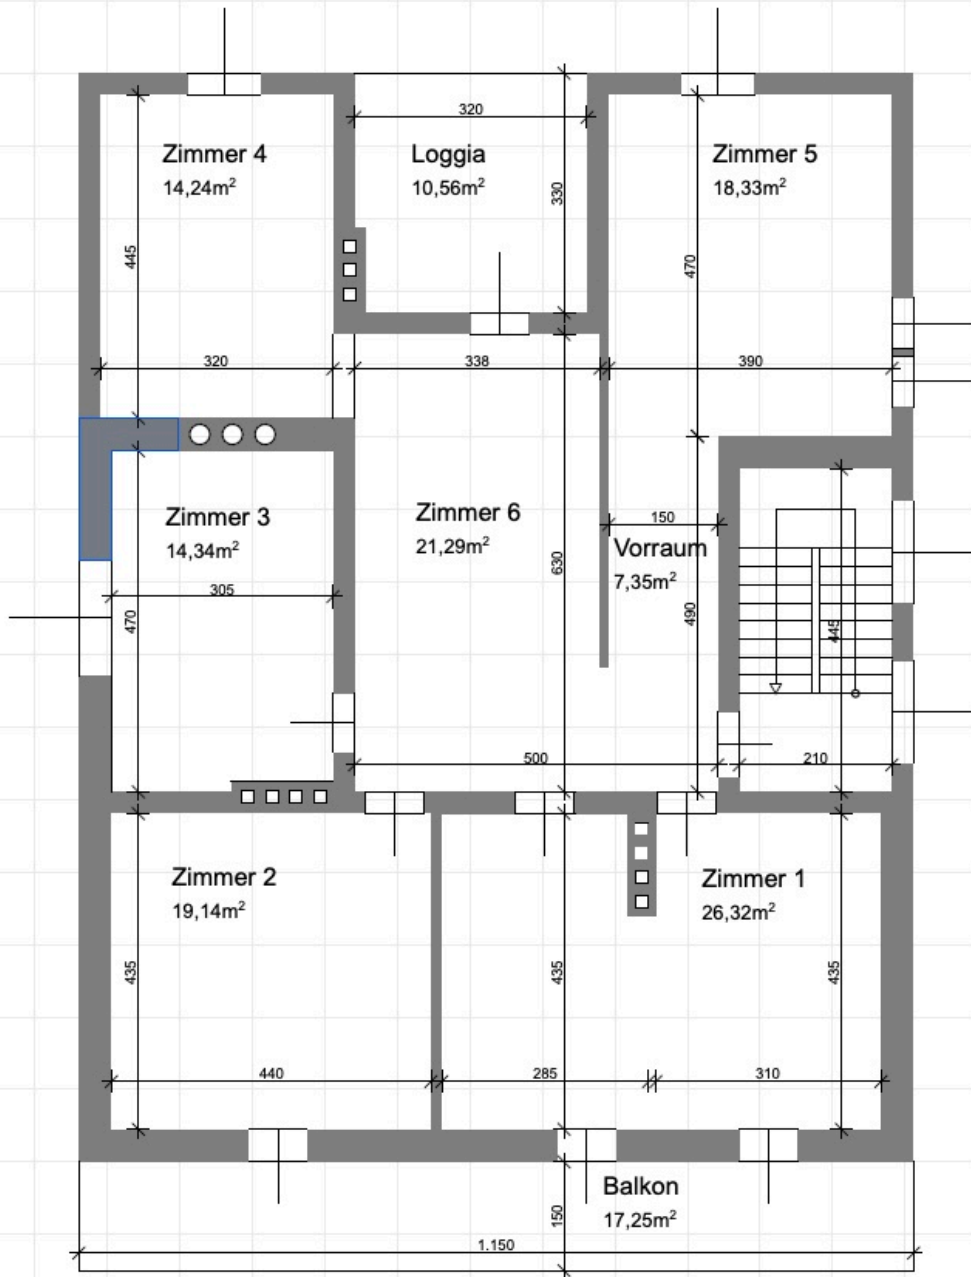 320
Zimmer 4
14,24m²
Loggia
10,56m²
Zimmer 5
18,33m²
330
445
470
320
338
390
Zimmer 3
14,34m²
Zimmer 6
21,29m²
150
Vorraum
7,35m²
305
470
630
490
445
500
210
Zimmer 2
19,14m²
Zimmer 1
26,32m²
435
435
435
440
285
310
Balkon
17,25m²
150
1.150